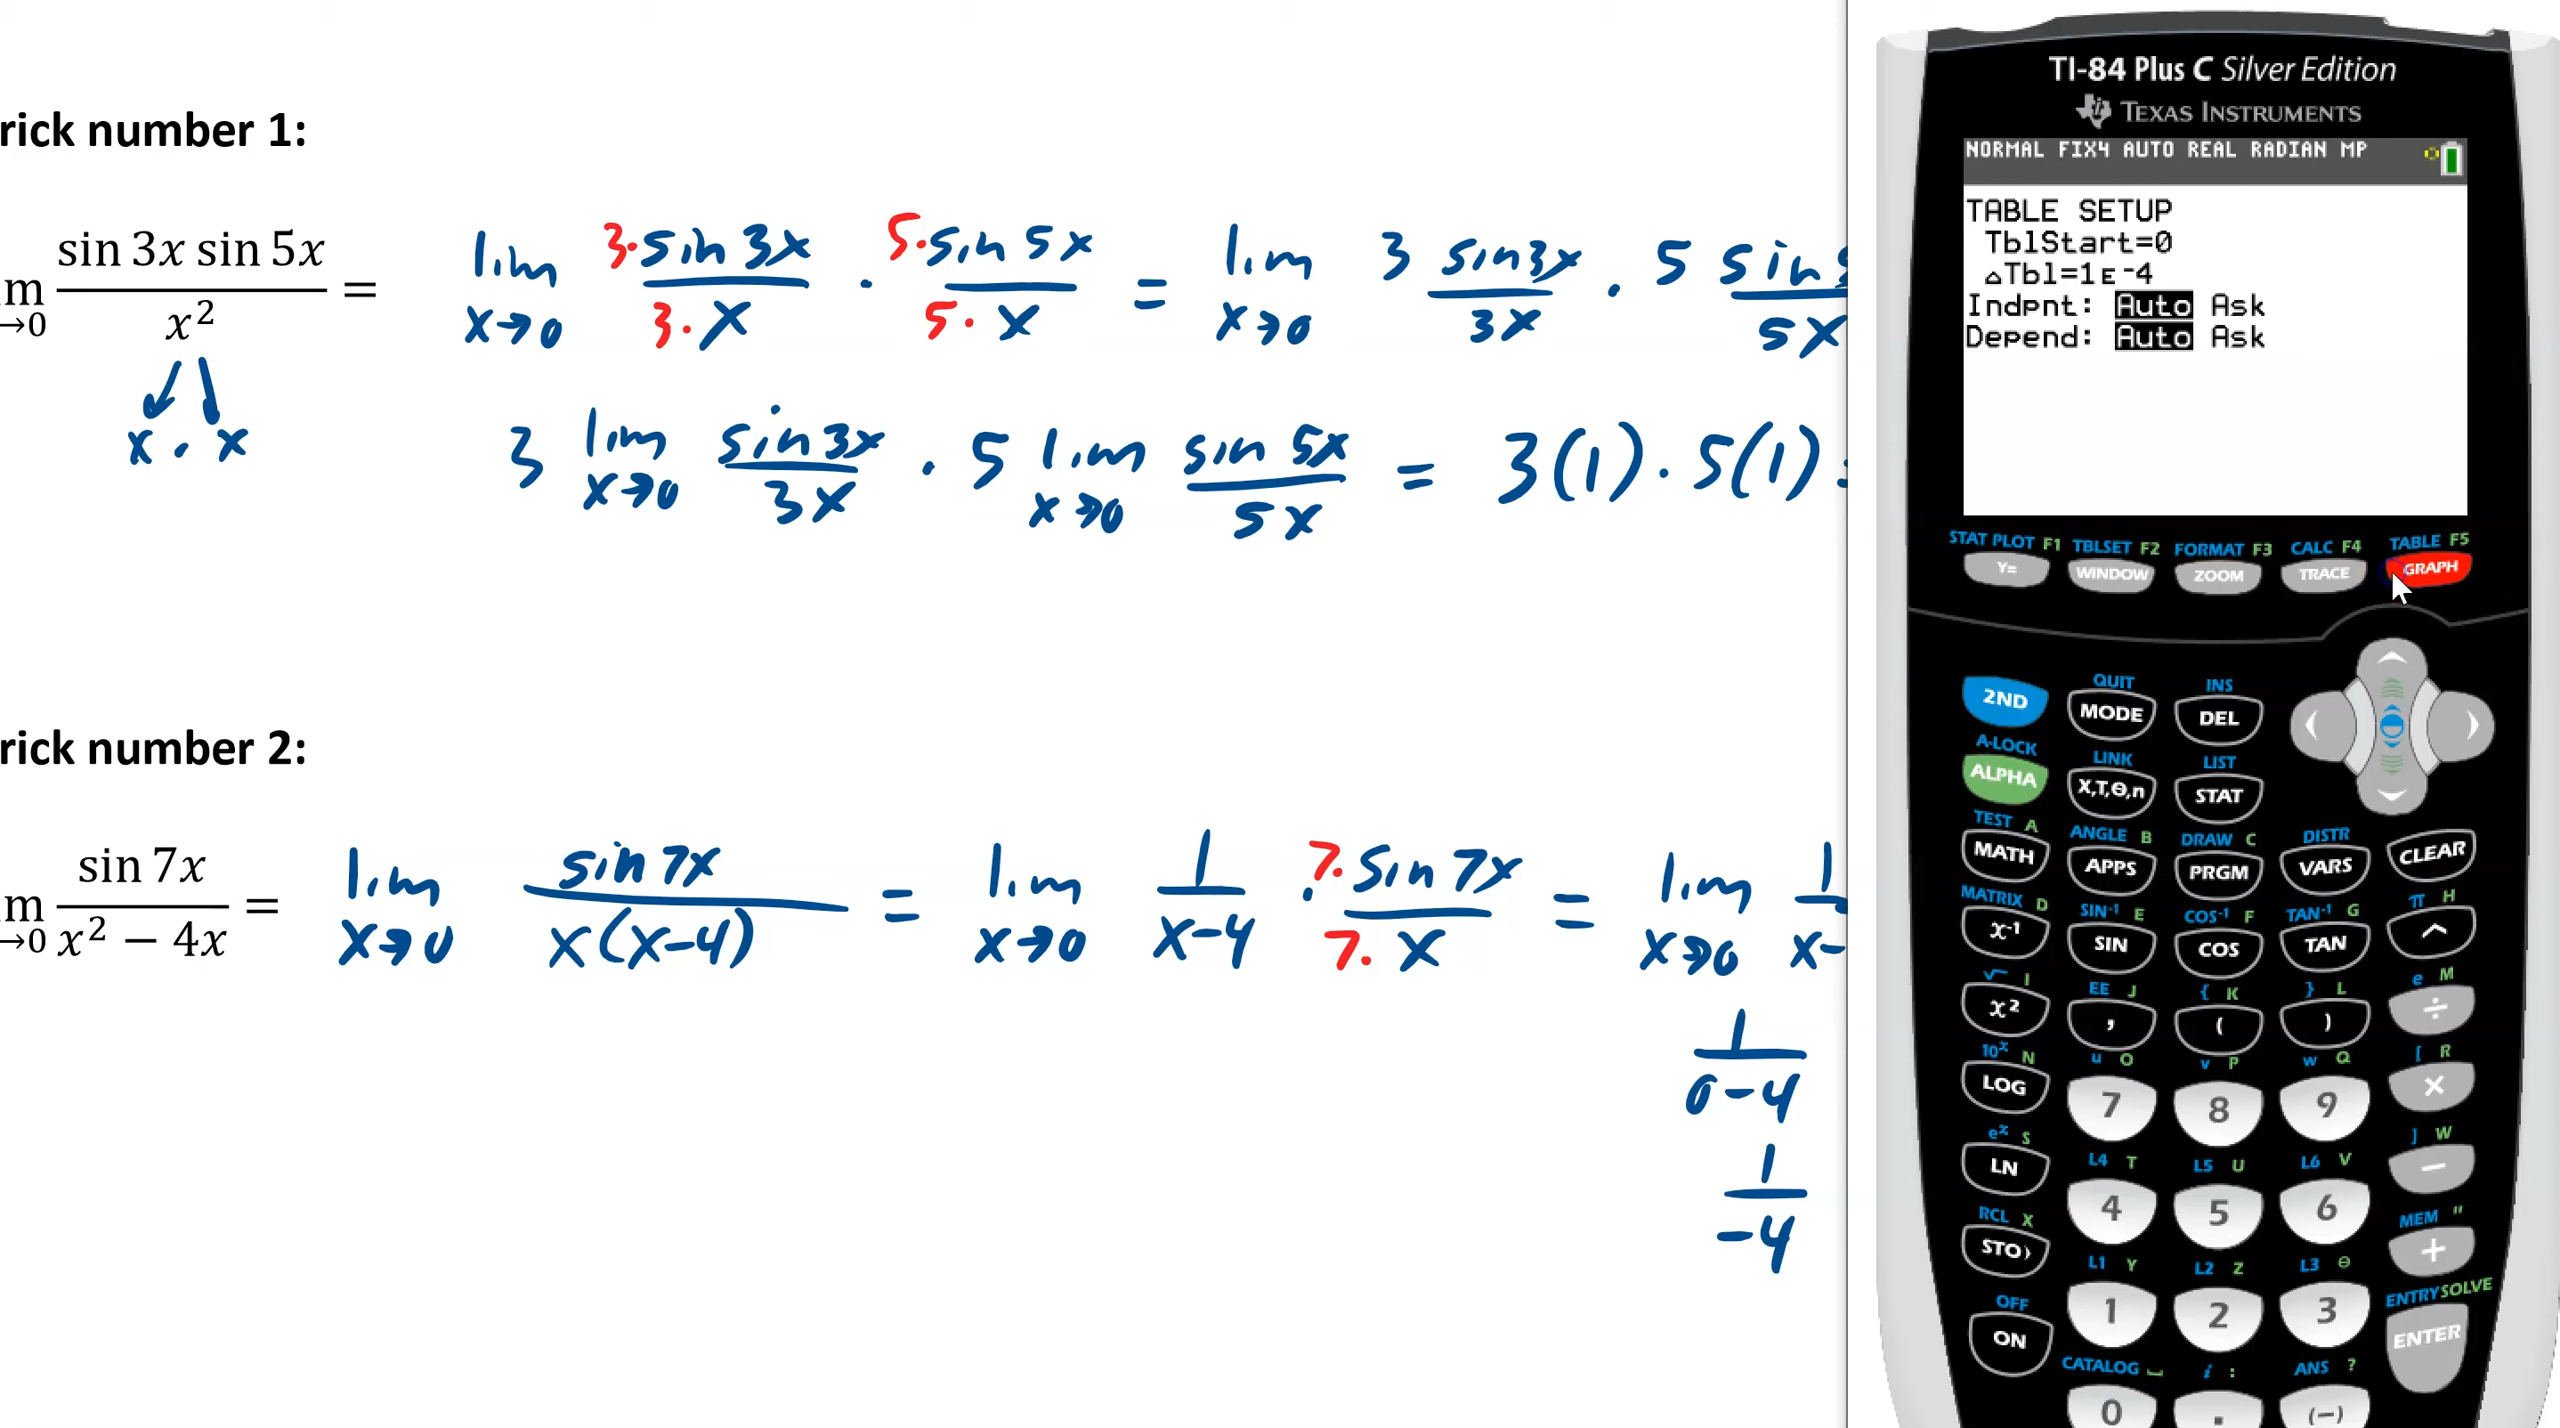 rick number 1:
m →0 sin 3x sin 5x / x² = lim x→0 3·sin 3x / 3·x · 5·sin 5x / 5·x = lim x→0 3 sin3x / 3x · 5 sin / 5x
x · x
3 lim x→0 sin 3x / 3x · 5 lim x→0 sin 5x / 5x = 3(1)·5(1)
rick number 2:
m →0 sin 7x / x² − 4x = lim x→0 sin 7x / x(x−4) = lim x→0 1 / x−4 · 7·sin 7x / 7·x = lim x→0 1 / x−
1 / 0−4
1 / −4
TI-84 Plus C Silver Edition
TEXAS INSTRUMENTS
NORMAL FIX4 AUTO REAL RADIAN MP
TABLE SETUP
TblStart=0
△Tbl=1ᴇ-4
Indpnt: Auto Ask
Depend: Auto Ask
STAT PLOT F1 TBLSET F2 FORMAT F3 CALC F4 TABLE F5
Y= WINDOW ZOOM TRACE GRAPH
QUIT INS
2ND MODE DEL
A-LOCK LINK LIST
ALPHA X,T,Θ,n STAT
TEST A ANGLE B DRAW C DISTR
MATH APPS PRGM VARS CLEAR
MATRIX D SIN⁻¹ E COS⁻¹ F TAN⁻¹ G π H
x⁻¹ SIN COS TAN ^
√ I EE J { K } L e M
x² , ( ) ÷
10ˣ N u O v P w Q [ R
LOG 7 8 9 ×
eˣ S L4 T L5 U L6 V ] W
LN 4 5 6 −
RCL X L1 Y L2 Z L3 θ MEM "
STO› 1 2 3 +
OFF CATALOG ⎵ i : ANS ? ENTRY SOLVE
ON 0 . (−) ENTER